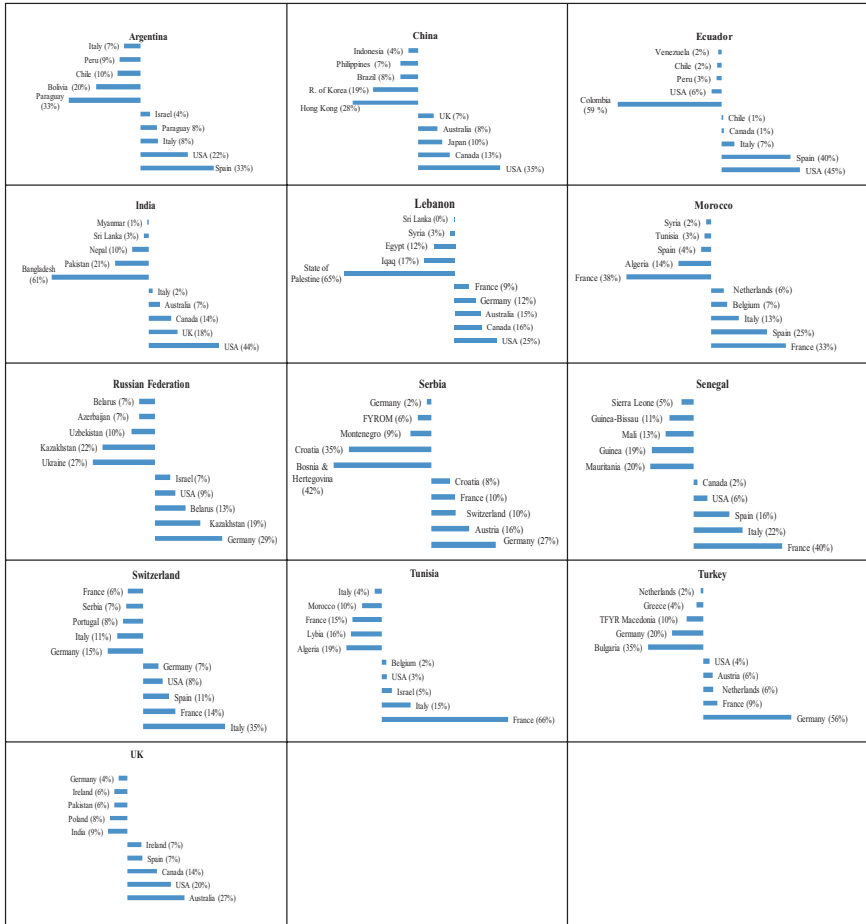 Argentina
Italy (7%)
Peru (9%)
Chile (10%)
Bolivia (20%)
Paraguay
(33%)
Israel (4%)
Paraguay 8%)
Italy (8%)
USA (22%)
Spain (33%)
China
Indonesia (4%)
Philippines (7%)
Brazil (8%)
R. of Korea (19%)
Hong Kong (28%)
UK (7%)
Australia (8%)
Japan (10%)
Canada (13%)
USA (35%)
Ecuador
Venezuela (2%)
Chile (2%)
Peru (3%)
USA (6%)
Colombia
(59 %)
Chile (1%)
Canada (1%)
Italy (7%)
Spain (40%)
USA (45%)
India
Myanmar (1%)
Sri Lanka (3%)
Nepal (10%)
Pakistan (21%)
Bangladesh
(61%)
Italy (2%)
Australia (7%)
Canada (14%)
UK (18%)
USA (44%)
Lebanon
Sri Lanka (0%)
Syria (3%)
Egypt (12%)
Iqaq (17%)
State of
Palestine (65%)
France (9%)
Germany (12%)
Australia (15%)
Canada (16%)
USA (25%)
Morocco
Syria (2%)
Tunisia (3%)
Spain (4%)
Algeria (14%)
France (38%)
Netherlands (6%)
Belgium (7%)
Italy (13%)
Spain (25%)
France (33%)
Russian Federation
Belarus (7%)
Azerbaijan (7%)
Uzbekistan (10%)
Kazakhstan (22%)
Ukraine (27%)
Israel (7%)
USA (9%)
Belarus (13%)
Kazakhstan (19%)
Germany (29%)
Serbia
Germany (2%)
FYROM (6%)
Montenegro (9%)
Croatia (35%)
Bosnia &
Hertegovina
(42%)
Croatia (8%)
France (10%)
Switzerland (10%)
Austria (16%)
Germany (27%)
Senegal
Sierra Leone (5%)
Guinea-Bissau (11%)
Mali (13%)
Guinea (19%)
Mauritania (20%)
Canada (2%)
USA (6%)
Spain (16%)
Italy (22%)
France (40%)
Switzerland
France (6%)
Serbia (7%)
Portugal (8%)
Italy (11%)
Germany (15%)
Germany (7%)
USA (8%)
Spain (11%)
France (14%)
Italy (35%)
Tunisia
Italy (4%)
Morocco (10%)
France (15%)
Lybia (16%)
Algeria (19%)
Belgium (2%)
USA (3%)
Israel (5%)
Italy (15%)
France (66%)
Turkey
Netherlands (2%)
Greece (4%)
TFYR Macedonia (10%)
Germany (20%)
Bulgaria (35%)
USA (4%)
Austria (6%)
Netherlands (6%)
France (9%)
Germany (56%)
UK
Germany (4%)
Ireland (6%)
Pakistan (6%)
Poland (8%)
India (9%)
Ireland (7%)
Spain (7%)
Canada (14%)
USA (20%)
Australia (27%)